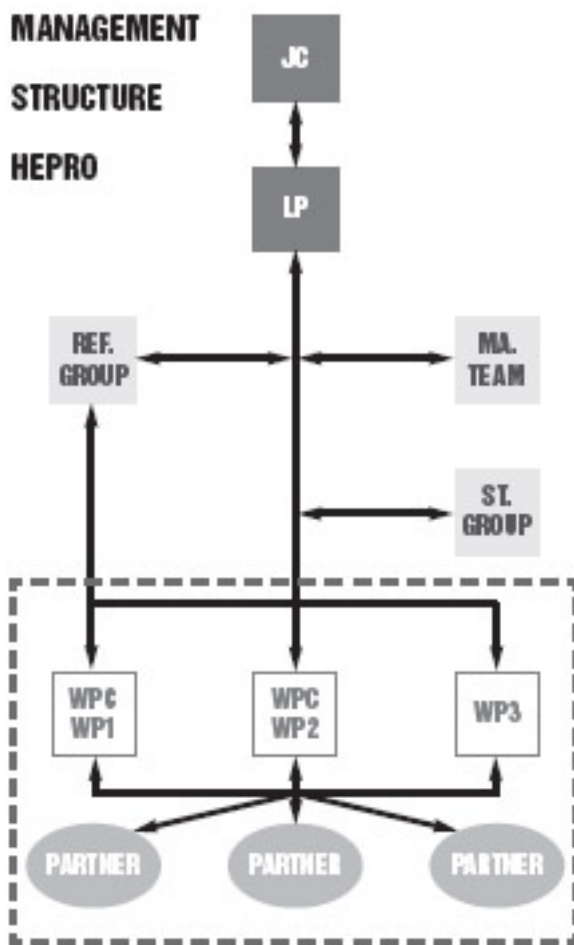 MANAGEMENT
STRUCTURE
HEPRO
JC
LP
REF.
GROUP
MA.
TEAM
ST.
GROUP
WPC
WP1
WPC
WP2
WP3
PARTNER
PARTNER
PARTNER